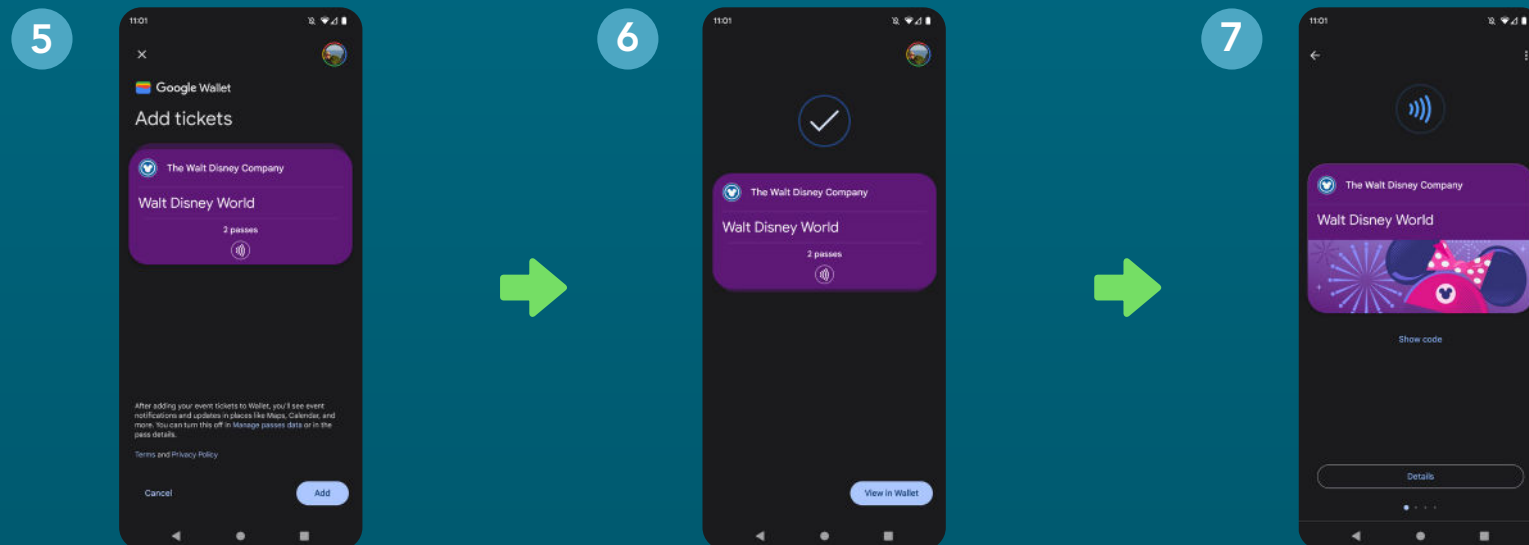 5
11:01
Google Wallet
Add tickets
The Walt Disney Company
Walt Disney World
2 passes
After adding your event tickets to Wallet, you'll see event
notifications and updates in places like Maps, Calendar, and
more. You can turn this off in Manage passes data or in the
pass details.
Terms and Privacy Policy
Cancel
Add
6
11:01
The Walt Disney Company
Walt Disney World
2 passes
View in Wallet
7
11:01
The Walt Disney Company
Walt Disney World
Show code
Details